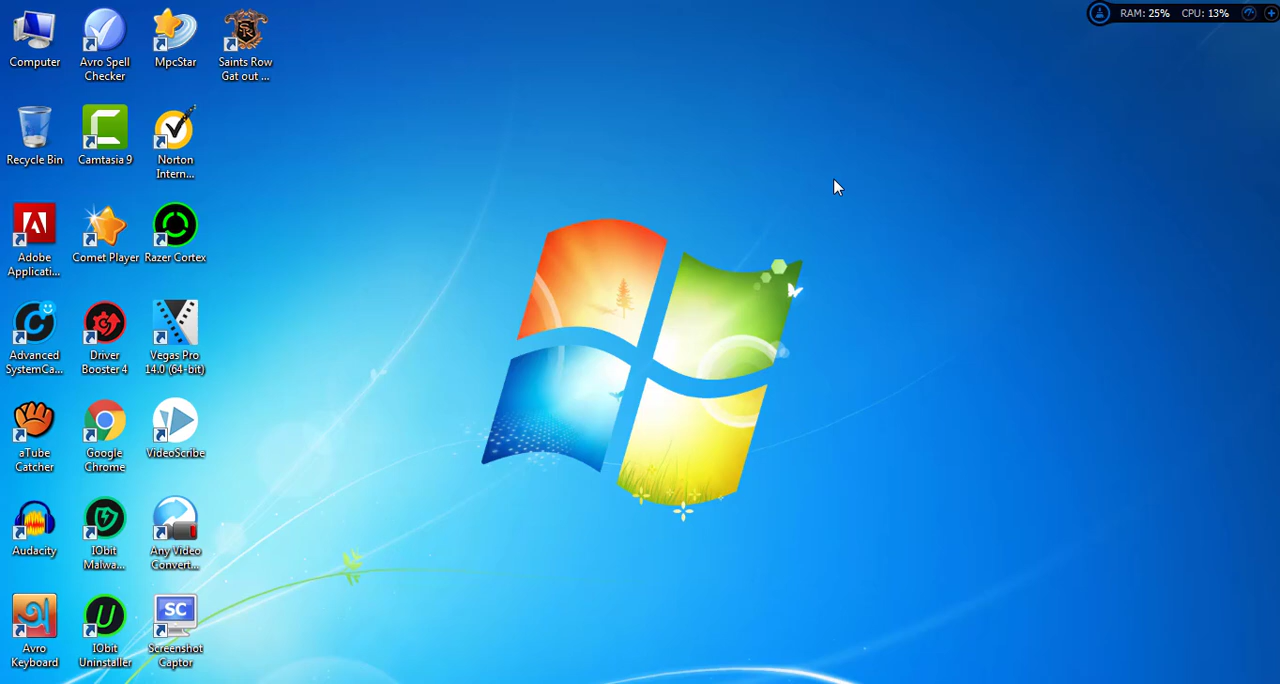 RAM: 25% CPU: 13%
Computer
Avro Spell
Checker
MpcStar
Saints Row
Gat out ...
Recycle Bin
Camtasia 9
Norton
Intern...
Adobe
Applicati...
Comet Player
Razer Cortex
Advanced
SystemCa...
Driver
Booster 4
Vegas Pro
14.0 (64-bit)
aTube
Catcher
Google
Chrome
VideoScribe
Audacity
IObit
Malwa...
Any Video
Convert...
SC
Avro
Keyboard
IObit
Uninstaller
Screenshot
Captor